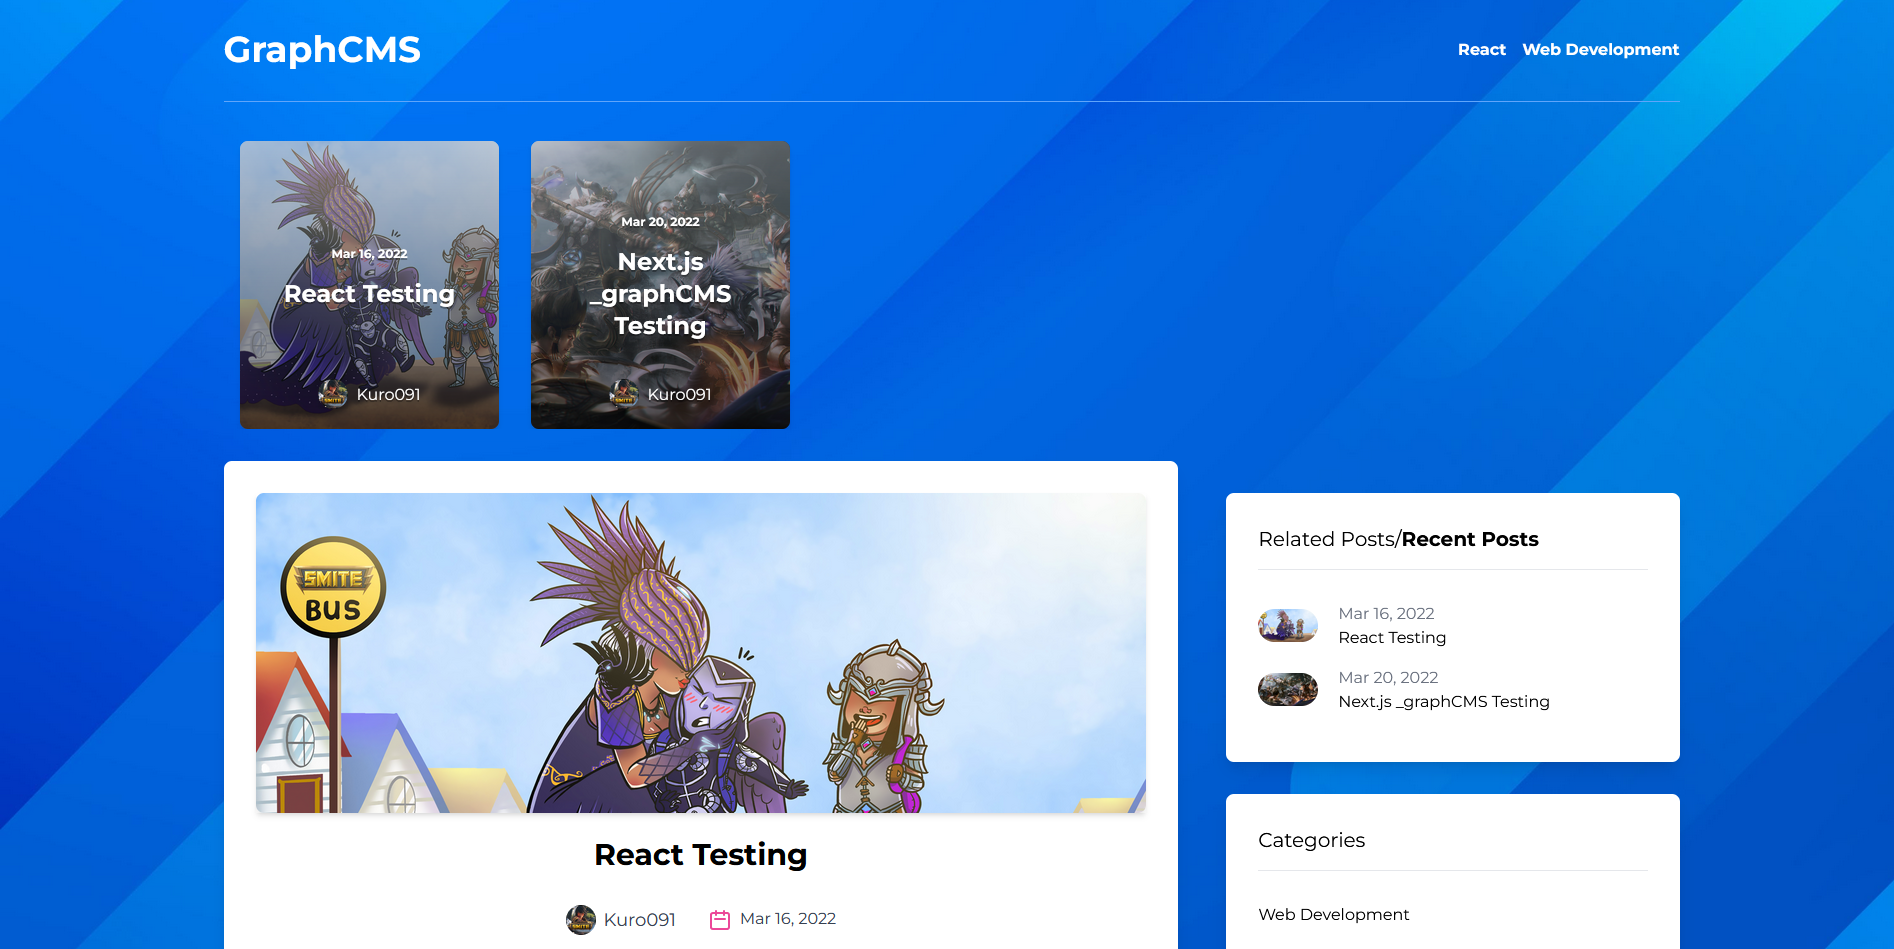 GraphCMS
React Web Development
Mar 16, 2022
React Testing
Kuro091
Mar 20, 2022
Next.js
_graphCMS
Testing
Kuro091
SMITE
BUS
React Testing
Kuro091 Mar 16, 2022
Related Posts/Recent Posts
Mar 16, 2022
React Testing
Mar 20, 2022
Next.js _graphCMS Testing
Categories
Web Development